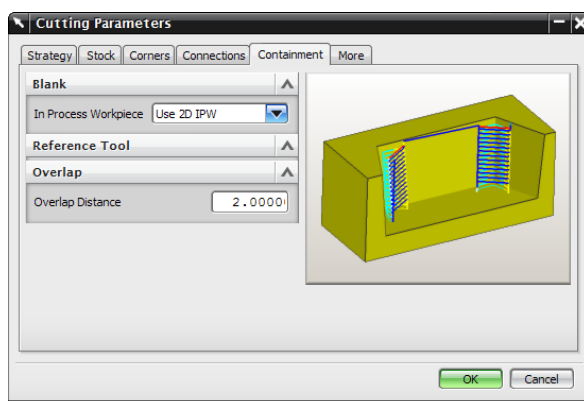 Cutting Parameters
Strategy Stock Corners Connections Containment More
Blank
In Process Workpiece Use 2D IPW
Reference Tool
Overlap
Overlap Distance 2.0000
OK Cancel